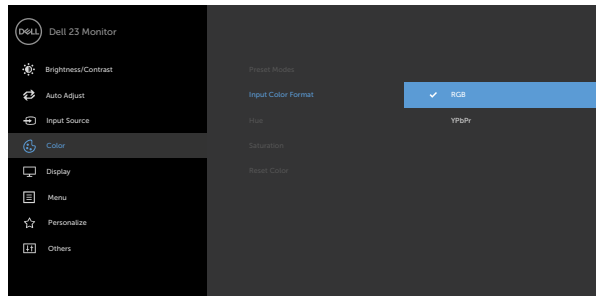 DELL Dell 23 Monitor
Brightness/Contrast
Auto Adjust
Input Source
Color
Display
Menu
Personalize
Others
Preset Modes
Input Color Format
Hue
Saturation
Reset Color
RGB
YPbPr